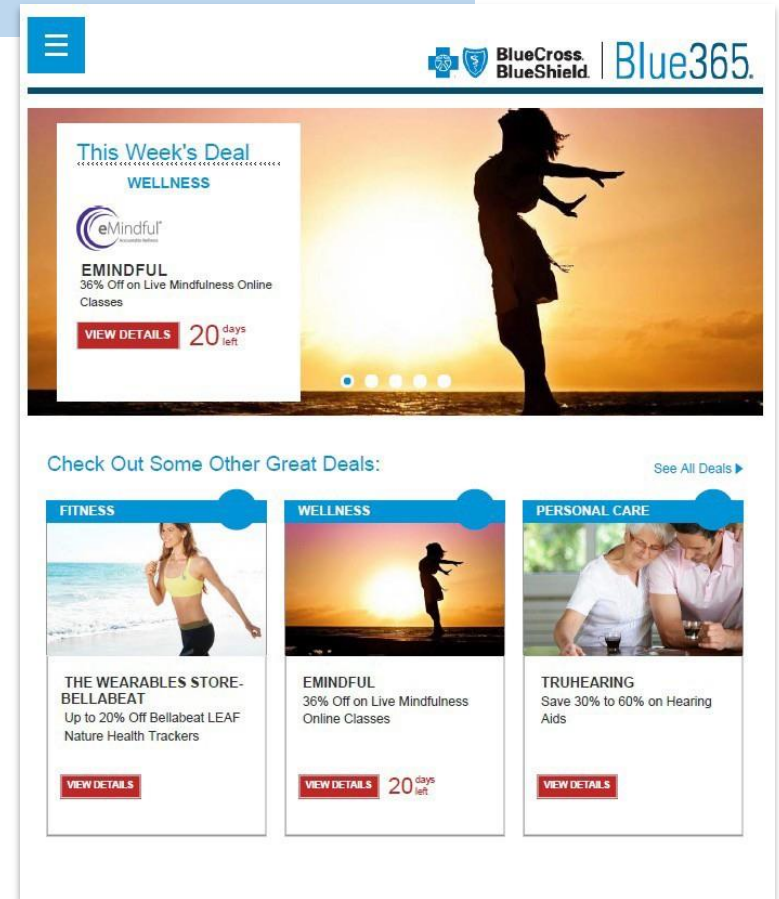 BlueCross.
BlueShield.
Blue365.
This Week's Deal
WELLNESS
eMindful
EMINDFUL
36% Off on Live Mindfulness Online
Classes
VIEW DETAILS 20 days left
Check Out Some Other Great Deals:
See All Deals
FITNESS
THE WEARABLES STORE-
BELLABEAT
Up to 20% Off Bellabeat LEAF
Nature Health Trackers
VIEW DETAILS
WELLNESS
EMINDFUL
36% Off on Live Mindfulness
Online Classes
VIEW DETAILS 20 days left
PERSONAL CARE
TRUHEARING
Save 30% to 60% on Hearing
Aids
VIEW DETAILS